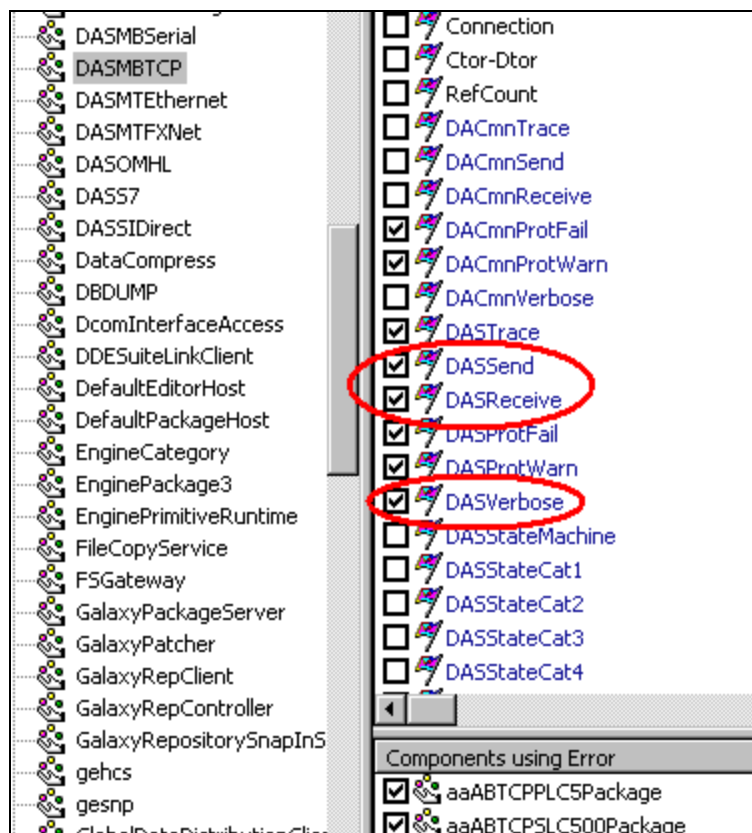 DASMBSerial
DASMBTCP
DASMTEthernet
DASMTFXNet
DASOMHL
DASS7
DASSIDirect
DataCompress
DBDUMP
DcomInterfaceAccess
DDESuiteLinkClient
DefaultEditorHost
DefaultPackageHost
EngineCategory
EnginePackage3
EnginePrimitiveRuntime
FileCopyService
FSGateway
GalaxyPackageServer
GalaxyPatcher
GalaxyRepClient
GalaxyRepController
GalaxyRepositorySnapInS
gehcs
gesnp
Connection
Ctor-Dtor
RefCount
DACmnTrace
DACmnSend
DACmnReceive
DACmnProtFail
DACmnProtWarn
DACmnVerbose
DASTrace
DASSend
DASReceive
DASProtFail
DASProtWarn
DASVerbose
DASStateMachine
DASStateCat1
DASStateCat2
DASStateCat3
DASStateCat4
Components using Error
aaABTCPPLC5Package
aaABTCPSLC500Package